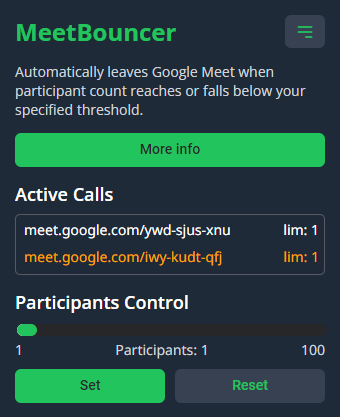 MeetBouncer
Automatically leaves Google Meet when
participant count reaches or falls below your
specified threshold.
More info
Active Calls
meet.google.com/ywd-sjus-xnu lim: 1
meet.google.com/iwy-kudt-qfj lim: 1
Participants Control
1 Participants: 1 100
Set Reset